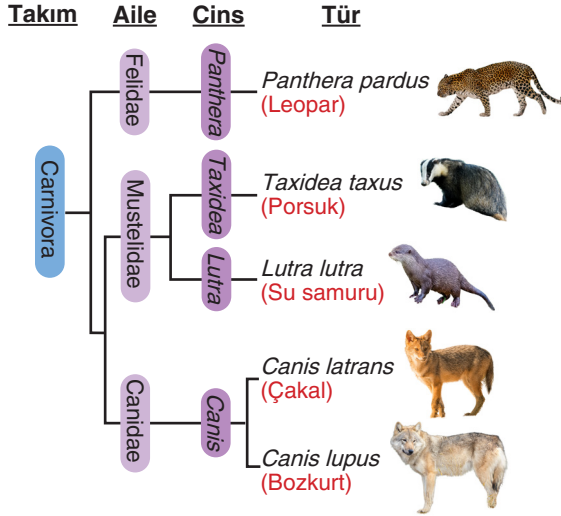 Takım Aile Cins Tür
Carnivora
Felidae
Panthera
Panthera pardus
(Leopar)
Mustelidae
Taxidea
Taxidea taxus
(Porsuk)
Lutra
Lutra lutra
(Su samuru)
Canidae
Canis
Canis latrans
(Çakal)
Canis lupus
(Bozkurt)